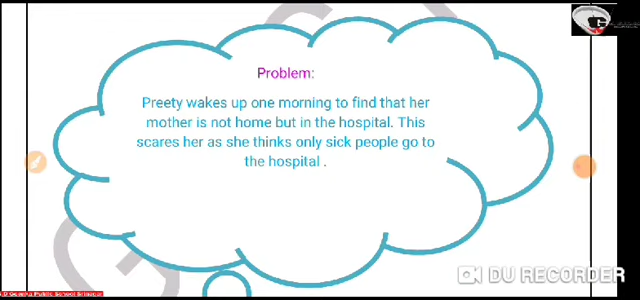 Problem:
Preety wakes up one morning to find that her
mother is not home but in the hospital. This
scares her as she thinks only sick people go to
the hospital .
DU RECORDER